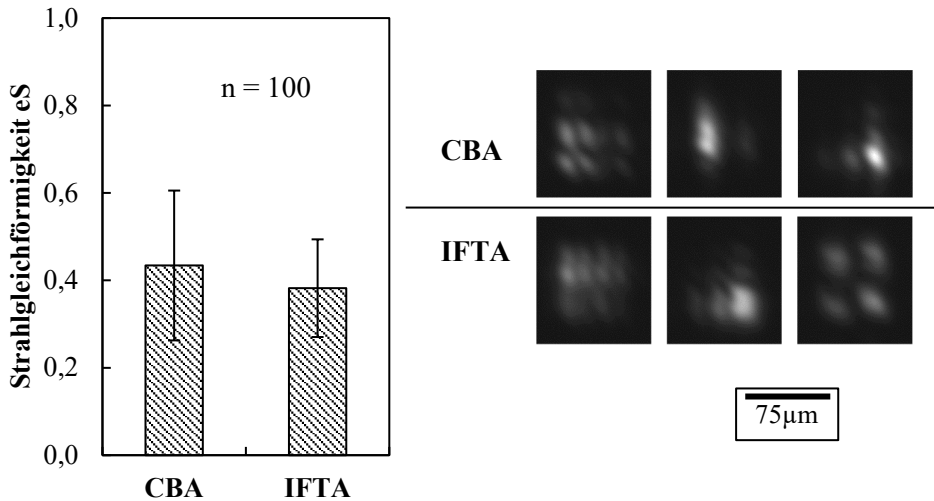 Strahlgleichförmigkeit eS
1,0
0,8
0,6
0,4
0,2
0,0
n = 100
CBA
IFTA
CBA
IFTA
75µm